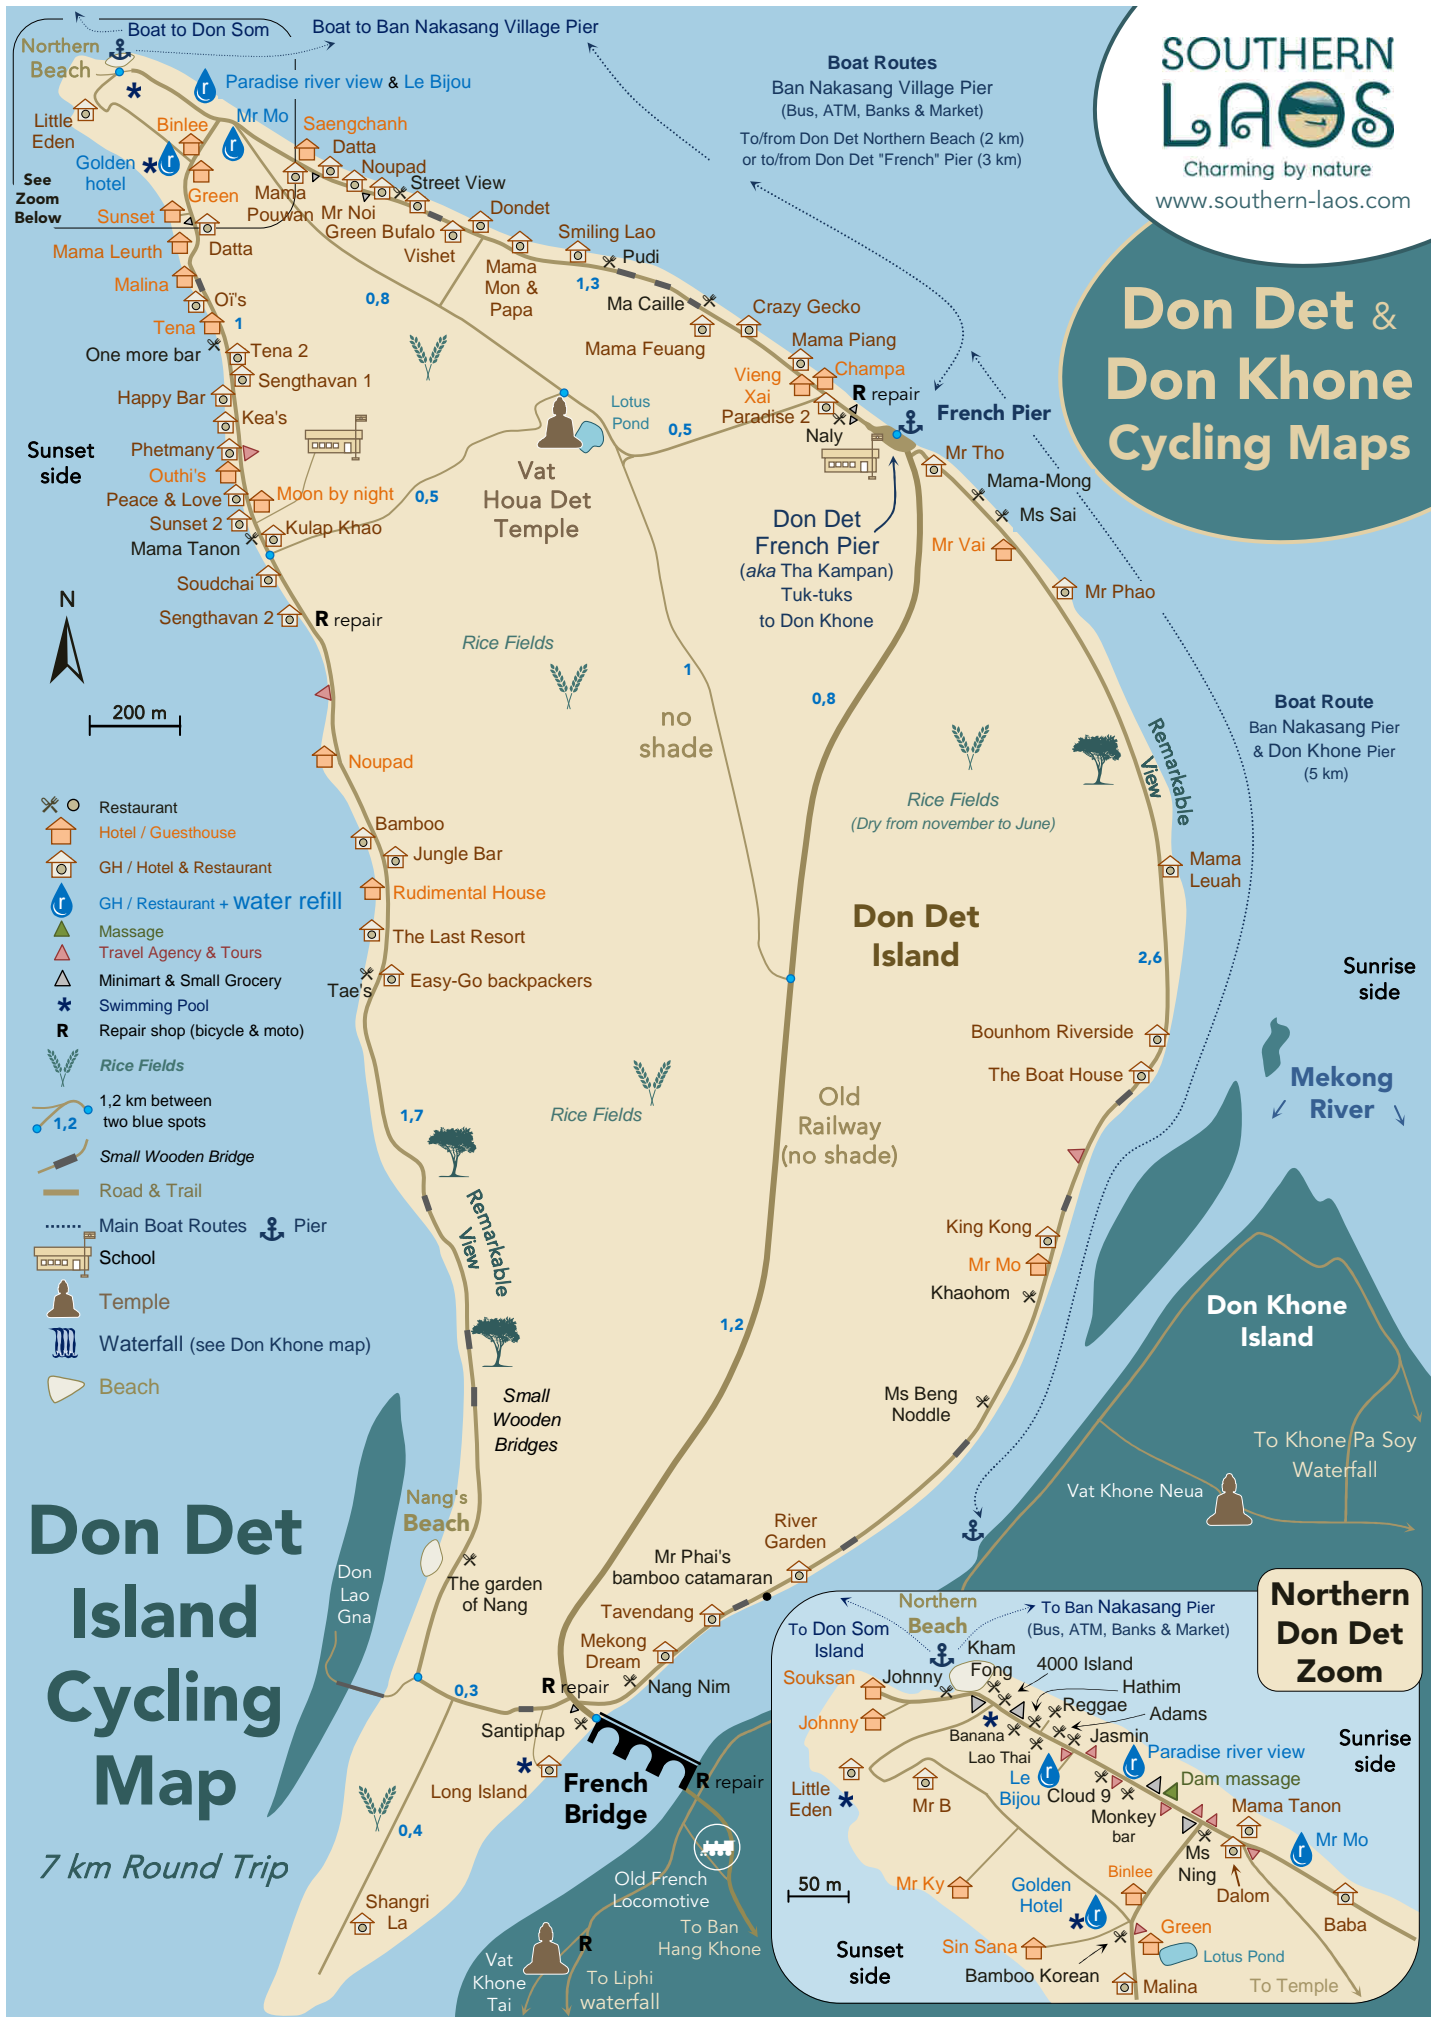 Boat to Don Som
Boat to Ban Nakasang Village Pier
Northern
Beach
Paradise river view & Le Bijou
Little
Eden
Binlee
Mr Mo
Golden
hotel
See
Zoom
Below
Green
Sunset
Saengchanh
Datta
Noupad
Street View
Mama
Pouwan
Mr Noi
Green Bufalo
Vishet
Dondet
Mama
Mon &
Papa
Smiling Lao
Pudi
1,3
Ma Caille
Mama Feuang
Crazy Gecko
Mama Piang
Vieng
Xai
Champa
Paradise 2
R repair
Naly
French Pier
Boat Routes
Ban Nakasang Village Pier
(Bus, ATM, Banks & Market)
To/from Don Det Northern Beach (2 km)
or to/from Don Det "French" Pier (3 km)
SOUTHERN
LAOS
Charming by nature
www.southern-laos.com
Don Det &
Don Khone
Cycling Maps
Mama Leurth
Datta
Malina
Oï's
Tena
1
One more bar
Tena 2
Sengthavan 1
Happy Bar
Kea's
Phetmany
Outhi's
Peace & Love
Moon by night
Sunset 2
Kulap Khao
Mama Tanon
Soudchai
Sengthavan 2
R repair
Sunset
side
0,8
0,5
Lotus
Pond
0,5
Vat
Houa Det
Temple
Don Det
French Pier
(aka Tha Kampan)
Tuk-tuks
to Don Khone
Mr Tho
Mama-Mong
Ms Sai
Mr Vai
Mr Phao
N
200 m
Rice Fields
1
no
shade
0,8
Rice Fields
(Dry from november to June)
Remarkable
View
Boat Route
Ban Nakasang Pier
& Don Khone Pier
(5 km)
Noupad
Bamboo
Jungle Bar
Rudimental House
The Last Resort
Tae's
Easy-Go backpackers
Restaurant
Hotel / Guesthouse
GH / Hotel & Restaurant
r
GH / Restaurant + water refill
Massage
Travel Agency & Tours
Minimart & Small Grocery
Swimming Pool
R
Repair shop (bicycle & moto)
Rice Fields
1,2
1,2 km between
two blue spots
Small Wooden Bridge
Road & Trail
Main Boat Routes
Pier
School
Temple
Waterfall (see Don Khone map)
Beach
Don Det
Island
Mama
Leuah
2,6
Sunrise
side
Bounhom Riverside
The Boat House
Mekong
River
1,7
Rice Fields
Old
Railway
(no shade)
Remarkable
View
King Kong
Mr Mo
Khaohom
1,2
Small
Wooden
Bridges
Ms Beng
Noddle
Don Khone
Island
To Khone Pa Soy
Waterfall
Vat Khone Neua
Nang's
Beach
The garden
of Nang
Don
Lao
Gna
River
Garden
Mr Phai's
bamboo catamaran
Tavendang
Mekong
Dream
R repair
Nang Nim
0,3
Santiphap
Long Island
French
Bridge
R repair
0,4
Shangri
La
Old French
Locomotive
To Ban
Hang Khone
R
Vat
Khone
Tai
To Liphi
waterfall
Don Det
Island
Cycling
Map
7 km Round Trip
Northern
Don Det
Zoom
Northern
Beach
To Don Som
Island
To Ban Nakasang Pier
(Bus, ATM, Banks & Market)
Souksan
Johnny
Kham
Fong
4000 Island
Hathim
Reggae
Adams
Johnny
Banana
Jasmin
Lao Thai
Paradise river view
Le
Bijou
Cloud 9
Dam massage
Little
Eden
Mr B
Monkey
bar
Mama Tanon
Mr Mo
Ms
Ning
Dalom
Baba
Sunrise
side
50 m
Mr Ky
Golden
Hotel
Binlee
Green
Lotus Pond
Sin Sana
Bamboo Korean
Malina
Sunset
side
To Temple